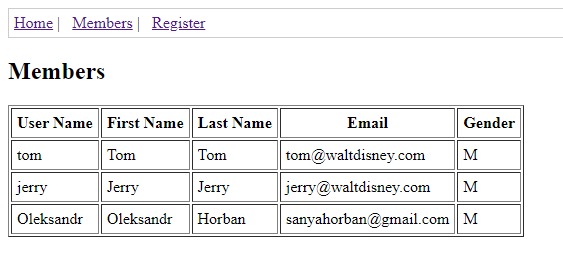 Home | Members | Register
Members
User Name First Name Last Name Email Gender
tom Tom Tom tom@waltdisney.com M
jerry Jerry Jerry jerry@waltdisney.com M
Oleksandr Oleksandr Horban sanyahorban@gmail.com M